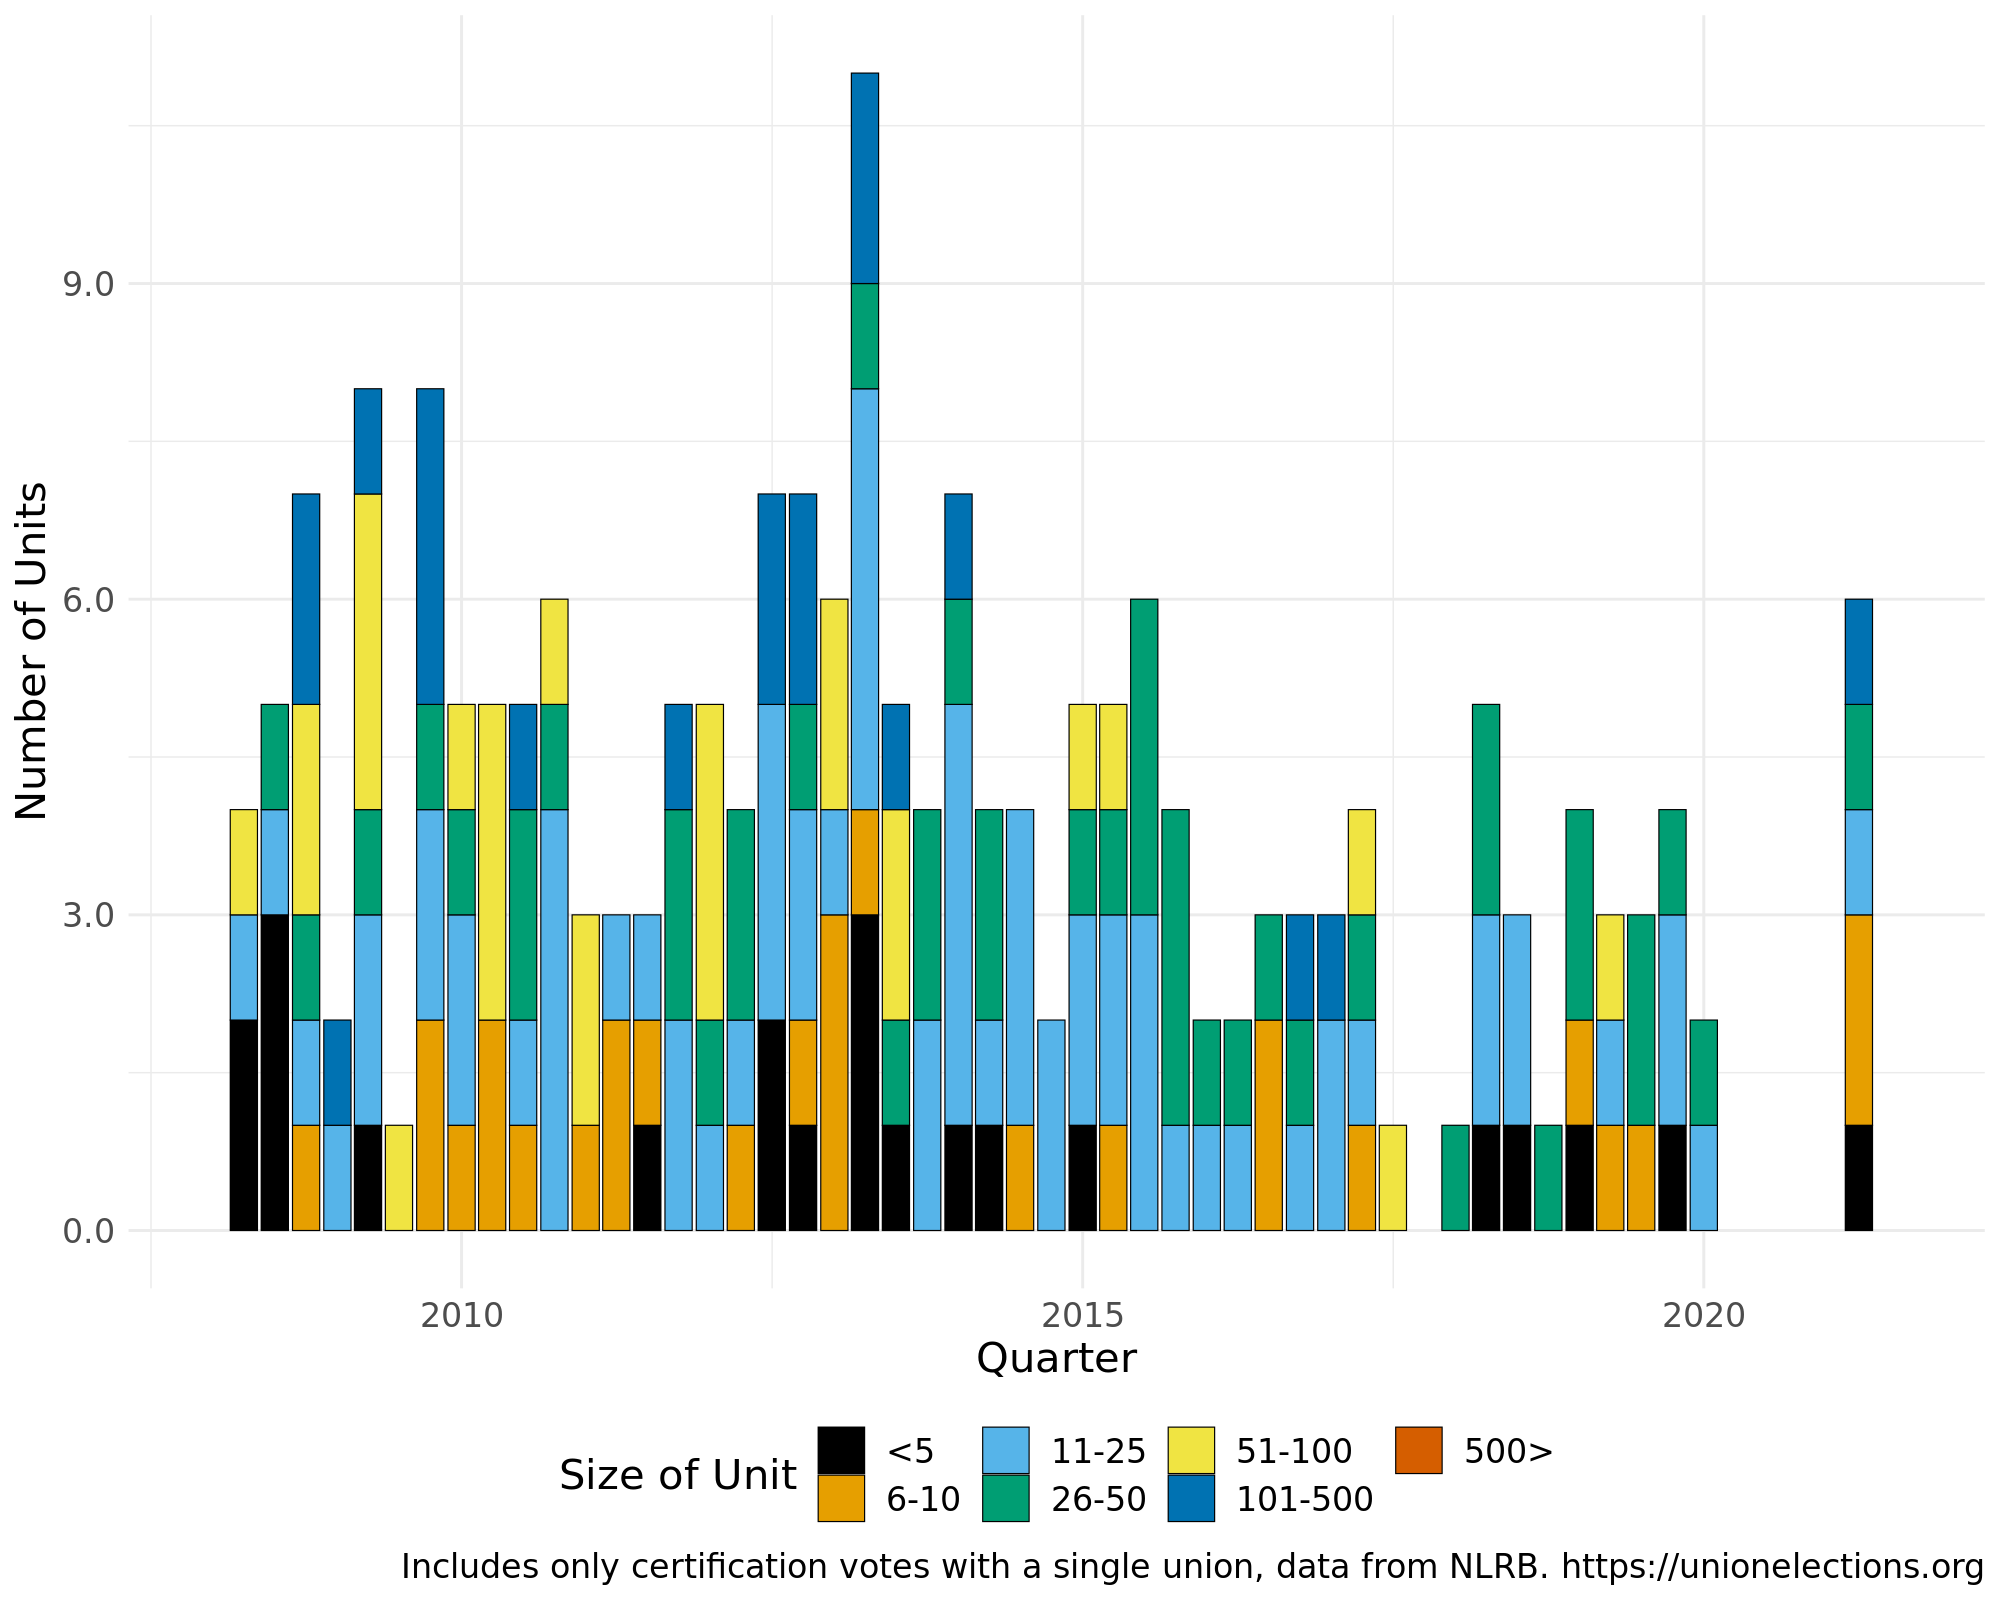 Number of Units
9.0
6.0
3.0
0.0
2010 2015 2020
Quarter
Size of Unit
<5 11-25 51-100 500>
6-10 26-50 101-500
Includes only certification votes with a single union, data from NLRB. https://unionelections.org